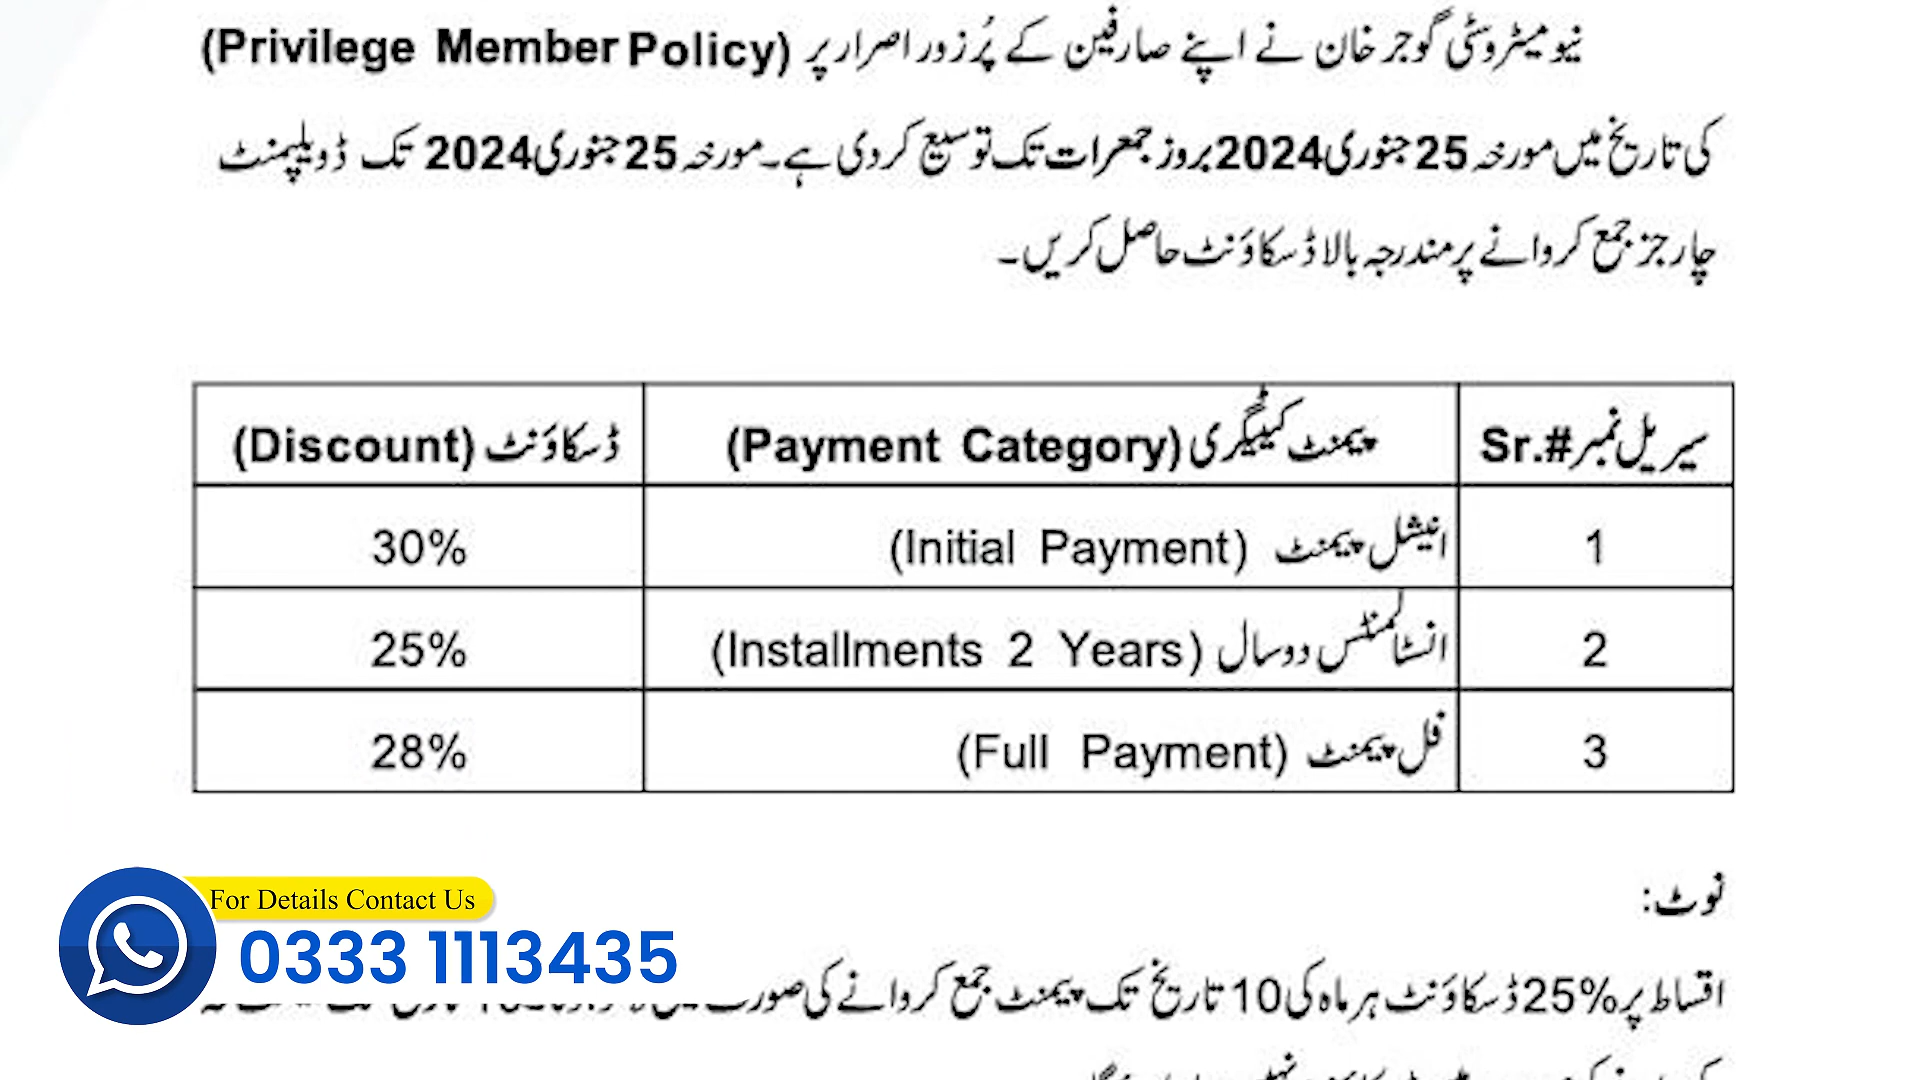 نیو میٹرو سٹی گوجر خان نے اپنے صارفین کے پُر زور اصرار پر (Privilege Member Policy)
کی تاریخ میں مورخہ 25 جنوری 2024 بروز جمعرات تک توسیع کر دی ہے۔ مورخہ 25 جنوری 2024 تک ڈویلپمنٹ
چارجز جمع کروانے پر مندرجہ بالا ڈسکاؤنٹ حاصل کریں۔
سیریل نمبر Sr.# پیمنٹ کیٹیگری (Payment Category) ڈسکاؤنٹ (Discount)
1 انیشل پیمنٹ (Initial Payment) 30%
2 انسٹالمنٹس دو سال (Installments 2 Years) 25%
3 فل پیمنٹ (Full Payment) 28%
نوٹ:
اقساط پر 25% ڈسکاؤنٹ ہر ماہ کی 10 تاریخ تک پیمنٹ جمع کروانے کی صورت میں
For Details Contact Us
0333 1113435